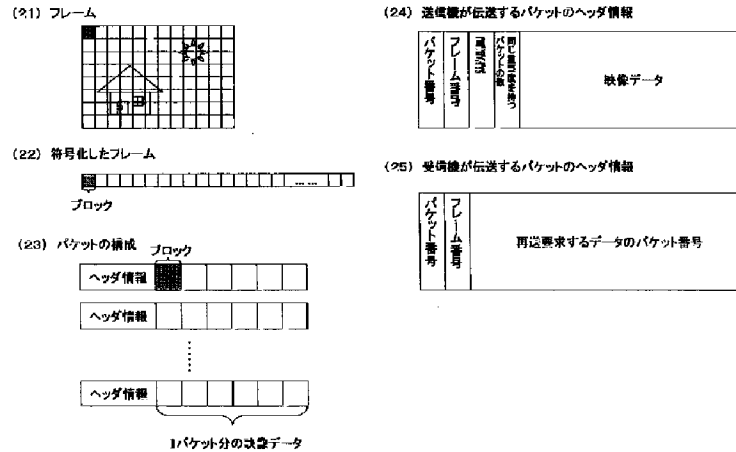 (21) フレーム
(22) 符号化したフレーム
ブロック
(23) パケットの構成
ブロック
ヘッダ情報
ヘッダ情報
ヘッダ情報
1パケット分の映像データ
(24) 送信機が伝送するパケットのヘッダ情報
パケット番号
フレーム番号
重要度
同じ重要度を持つ
パケットの数
映像データ
(25) 受信機が伝送するパケットのヘッダ情報
パケット番号
フレーム番号
再送要求するデータのパケット番号